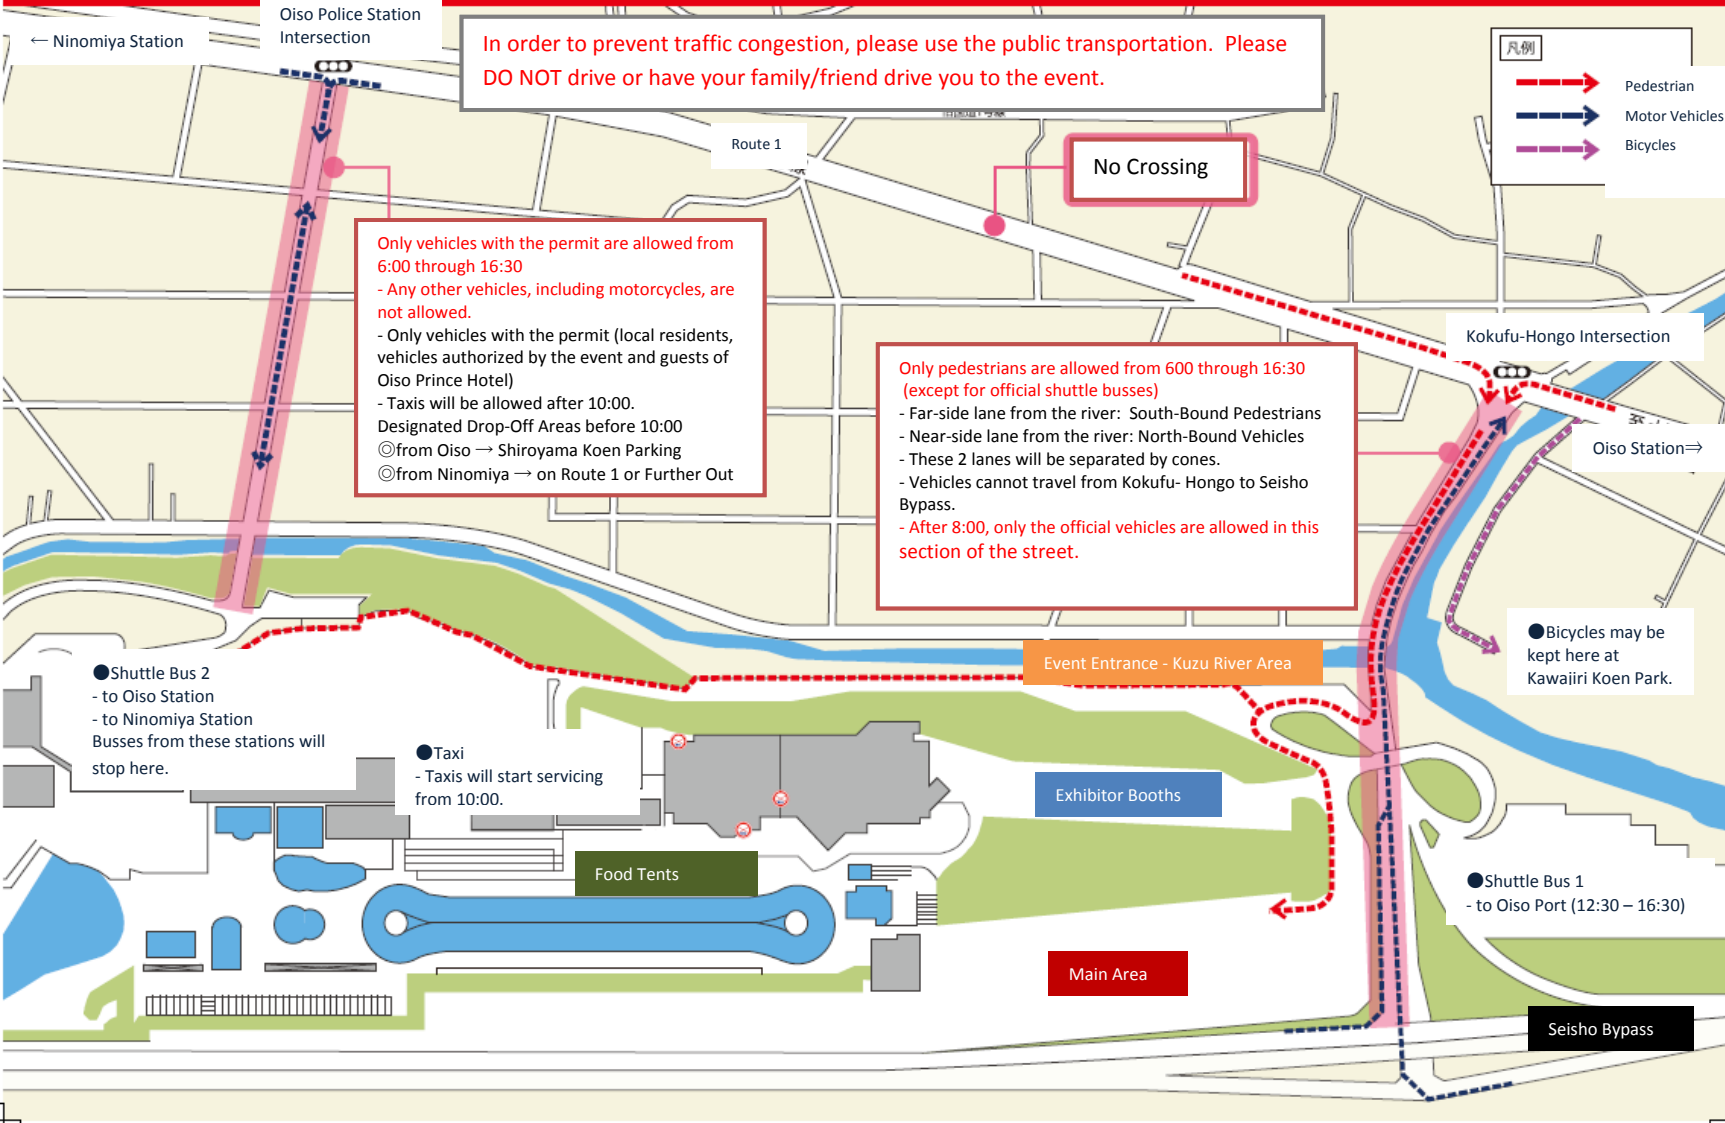 ← Ninomiya Station
Oiso Police Station
Intersection
In order to prevent traffic congestion, please use the public transportation.  Please
DO NOT drive or have your family/friend drive you to the event.
凡例
Pedestrian
Motor Vehicles
Bicycles
Route 1
No Crossing
Only vehicles with the permit are allowed from
6:00 through 16:30
- Any other vehicles, including motorcycles, are
not allowed.
- Only vehicles with the permit (local residents,
vehicles authorized by the event and guests of
Oiso Prince Hotel)
- Taxis will be allowed after 10:00.
Designated Drop-Off Areas before 10:00
◎from Oiso → Shiroyama Koen Parking
◎from Ninomiya → on Route 1 or Further Out
Kokufu-Hongo Intersection
Only pedestrians are allowed from 600 through 16:30
(except for official shuttle busses)
- Far-side lane from the river:  South-Bound Pedestrians
- Near-side lane from the river: North-Bound Vehicles
- These 2 lanes will be separated by cones.
- Vehicles cannot travel from Kokufu- Hongo to Seisho
Bypass.
- After 8:00, only the official vehicles are allowed in this
section of the street.
Oiso Station⇒
●Bicycles may be
kept here at
Kawajiri Koen Park.
Event Entrance - Kuzu River Area
●Shuttle Bus 2
- to Oiso Station
- to Ninomiya Station
Busses from these stations will
stop here.
●Taxi
- Taxis will start servicing
from 10:00.
Exhibitor Booths
Food Tents
●Shuttle Bus 1
- to Oiso Port (12:30 – 16:30)
Main Area
Seisho Bypass